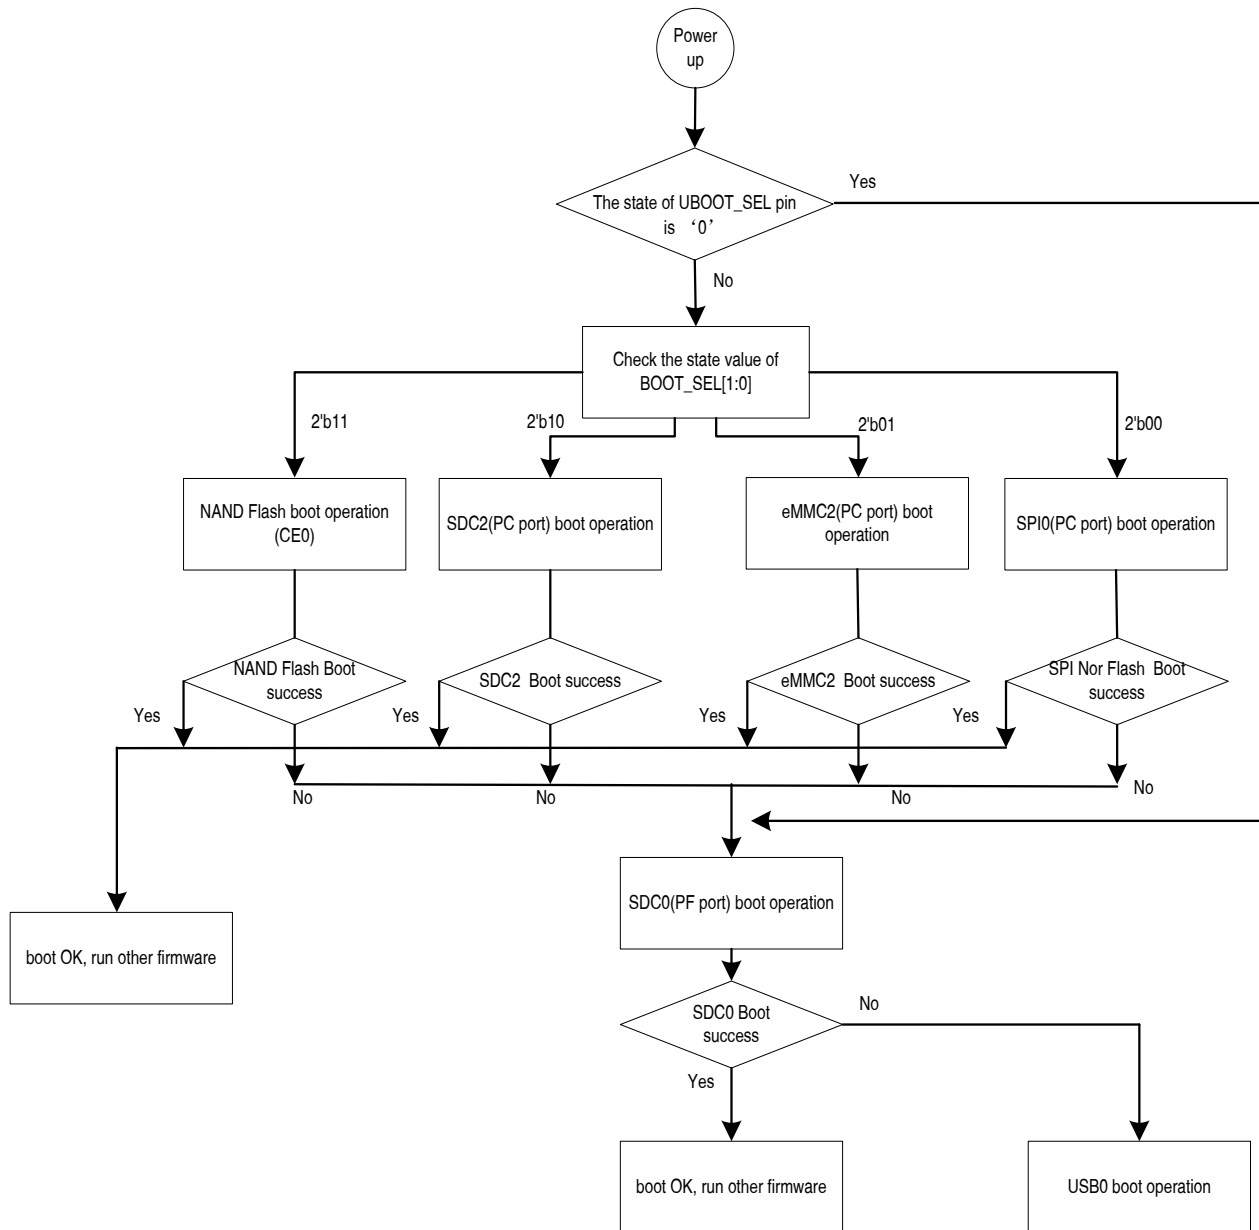 Power
up
The state of UBOOT_SEL pin
is ‘0’
Yes
No
Check the state value of
BOOT_SEL[1:0]
2'b11
2'b10
2'b01
2'b00
NAND Flash boot operation
(CE0)
SDC2(PC port) boot operation
eMMC2(PC port) boot
operation
SPI0(PC port) boot operation
NAND Flash Boot
success
SDC2 Boot success
eMMC2 Boot success
SPI Nor Flash Boot
success
Yes
Yes
Yes
Yes
No
No
No
No
SDC0(PF port) boot operation
boot OK, run other firmware
SDC0 Boot
success
No
Yes
boot OK, run other firmware
USB0 boot operation